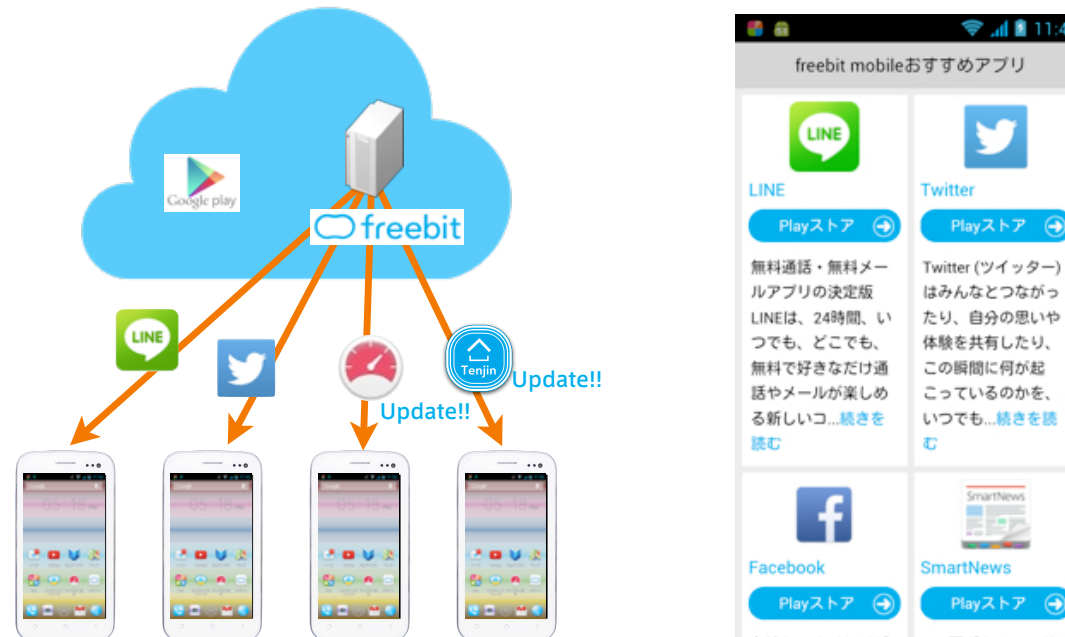 Google play
freebit
LINE
Tenjin
Update!!
Update!!
05 18
05 18
05 18
05 18
11:4
freebit mobileおすすめアプリ
LINE
LINE
Playストア
無料通話・無料メー
ルアプリの決定版
LINEは、24時間、い
つでも、どこでも、
無料で好きなだけ通
話やメールが楽しめ
る新しいコ...続きを
読む
Twitter
Playストア
Twitter (ツイッター)
はみんなとつながっ
たり、自分の思いや
体験を共有したり、
この瞬間に何が起
こっているのかを、
いつでも...続きを読
む
Facebook
Playストア
SmartNews
SmartNews
Playストア